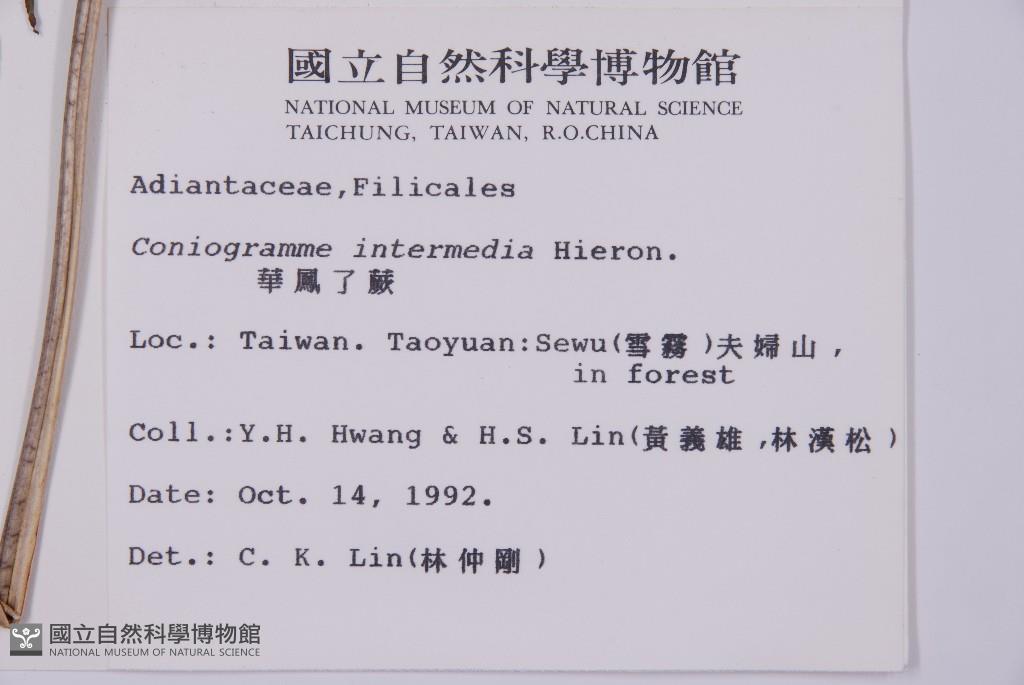 國立自然科學博物館
NATIONAL MUSEUM OF NATURAL SCIENCE
TAICHUNG, TAIWAN, R.O.CHINA
Adiantaceae,Filicales
Coniogramme intermedia Hieron.
華鳳了蕨
Loc.: Taiwan. Taoyuan:Sewu(雪霧)夫婦山,
in forest
Coll.:Y.H. Hwang & H.S. Lin(黃義雄,林漢松)
Date: Oct. 14, 1992.
Det.: C. K. Lin(林仲剛)
國立自然科學博物館
NATIONAL MUSEUM OF NATURAL SCIENCE